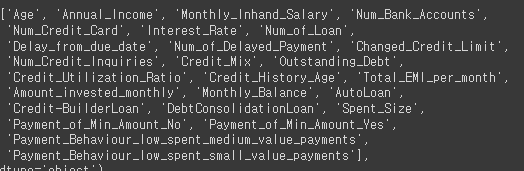 ['Age', 'Annual_Income', 'Monthly_Inhand_Salary', 'Num_Bank_Accounts',
'Num_Credit_Card', 'Interest_Rate', 'Num_of_Loan',
'Delay_from_due_date', 'Num_of_Delayed_Payment', 'Changed_Credit_Limit',
'Num_Credit_Inquiries', 'Credit_Mix', 'Outstanding_Debt',
'Credit_Utilization_Ratio', 'Credit_History_Age', 'Total_EMI_per_month',
'Amount_invested_monthly', 'Monthly_Balance', 'AutoLoan',
'Credit-BuilderLoan', 'DebtConsolidationLoan', 'Spent_Size',
'Payment_of_Min_Amount_No', 'Payment_of_Min_Amount_Yes',
'Payment_Behaviour_low_spent_medium_value_payments',
'Payment_Behaviour_low_spent_small_value_payments'],
dtype='object')